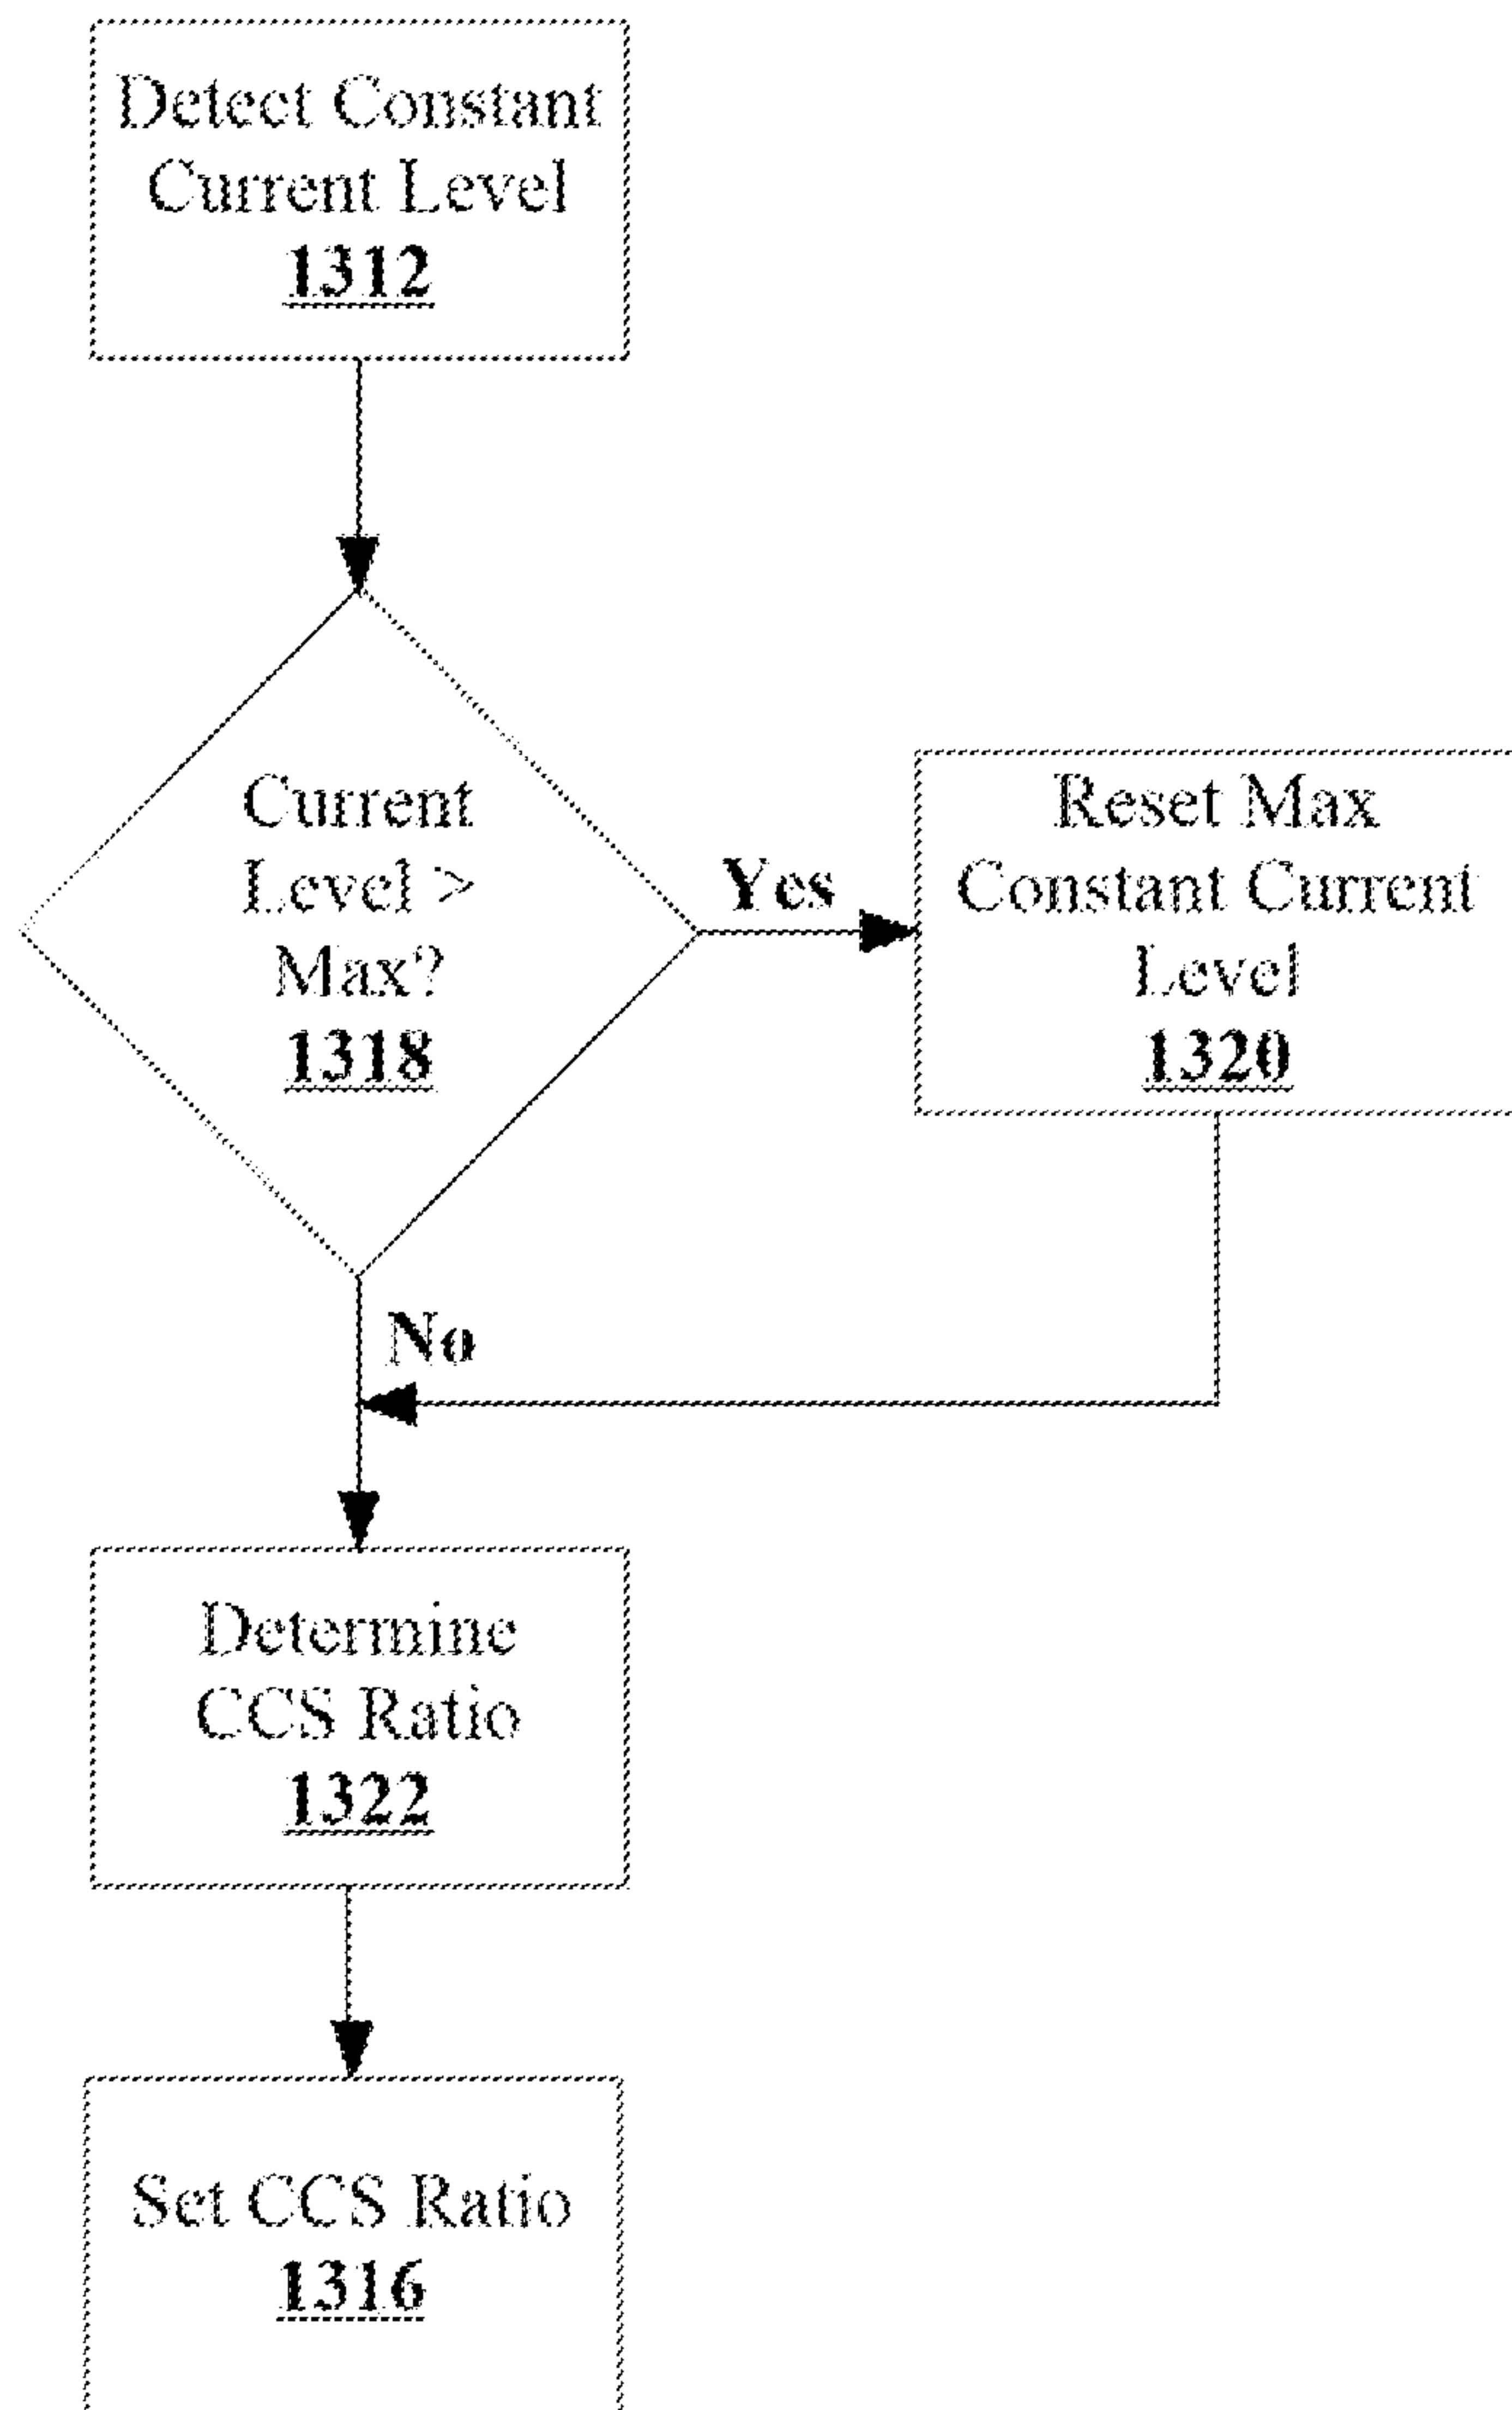 Detect Constant
Current Level
1312
Current
Level >
Max?
1318
Yes
Reset Max
Constant Current
Level
1320
No
Determine
CCS Ratio
1322
Set CCS Ratio
1316